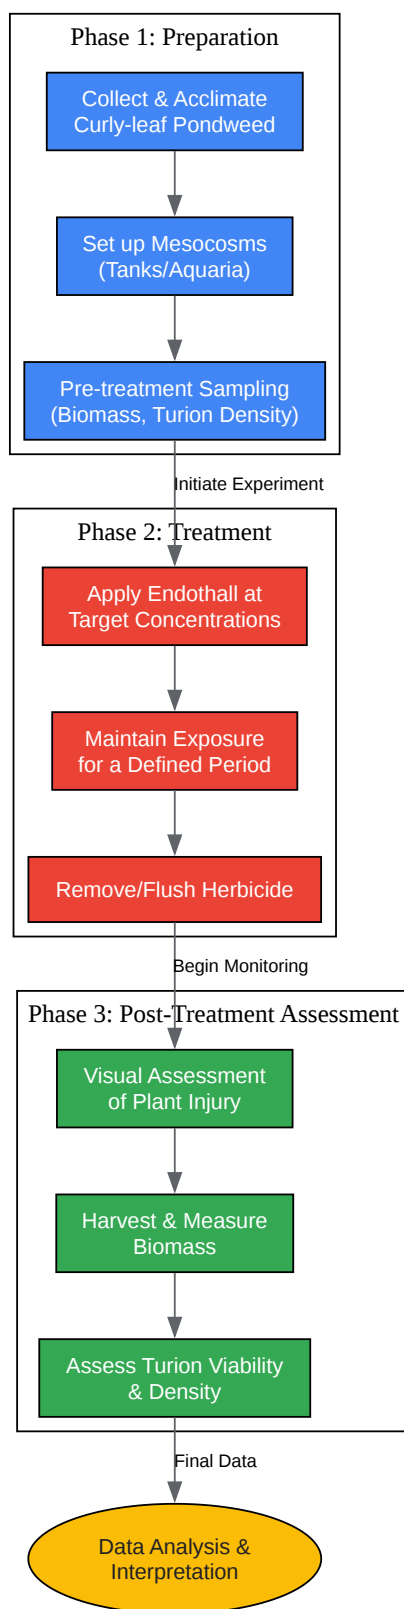 Phase 1: Preparation
Collect & Acclimate
Curly-leaf Pondweed
Set up Mesocosms
(Tanks/Aquaria)
Pre-treatment Sampling
(Biomass, Turion Density)
Initiate Experiment
Phase 2: Treatment
Apply Endothall at
Target Concentrations
Maintain Exposure
for a Defined Period
Remove/Flush Herbicide
Begin Monitoring
Phase 3: Post-Treatment Assessment
Visual Assessment
of Plant Injury
Harvest & Measure
Biomass
Assess Turion Viability
& Density
Final Data
Data Analysis &
Interpretation